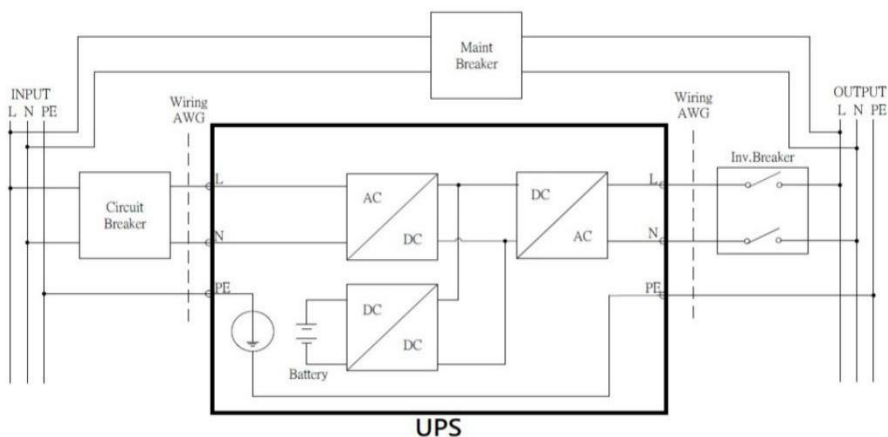 Maint
Breaker
INPUT
L N PE
Wiring
AWG
Wiring
AWG
OUTPUT
L N PE
Inv.Breaker
Circuit
Breaker
L
N
PE
AC
DC
DC
AC
L
N
PE
DC
DC
Battery
UPS